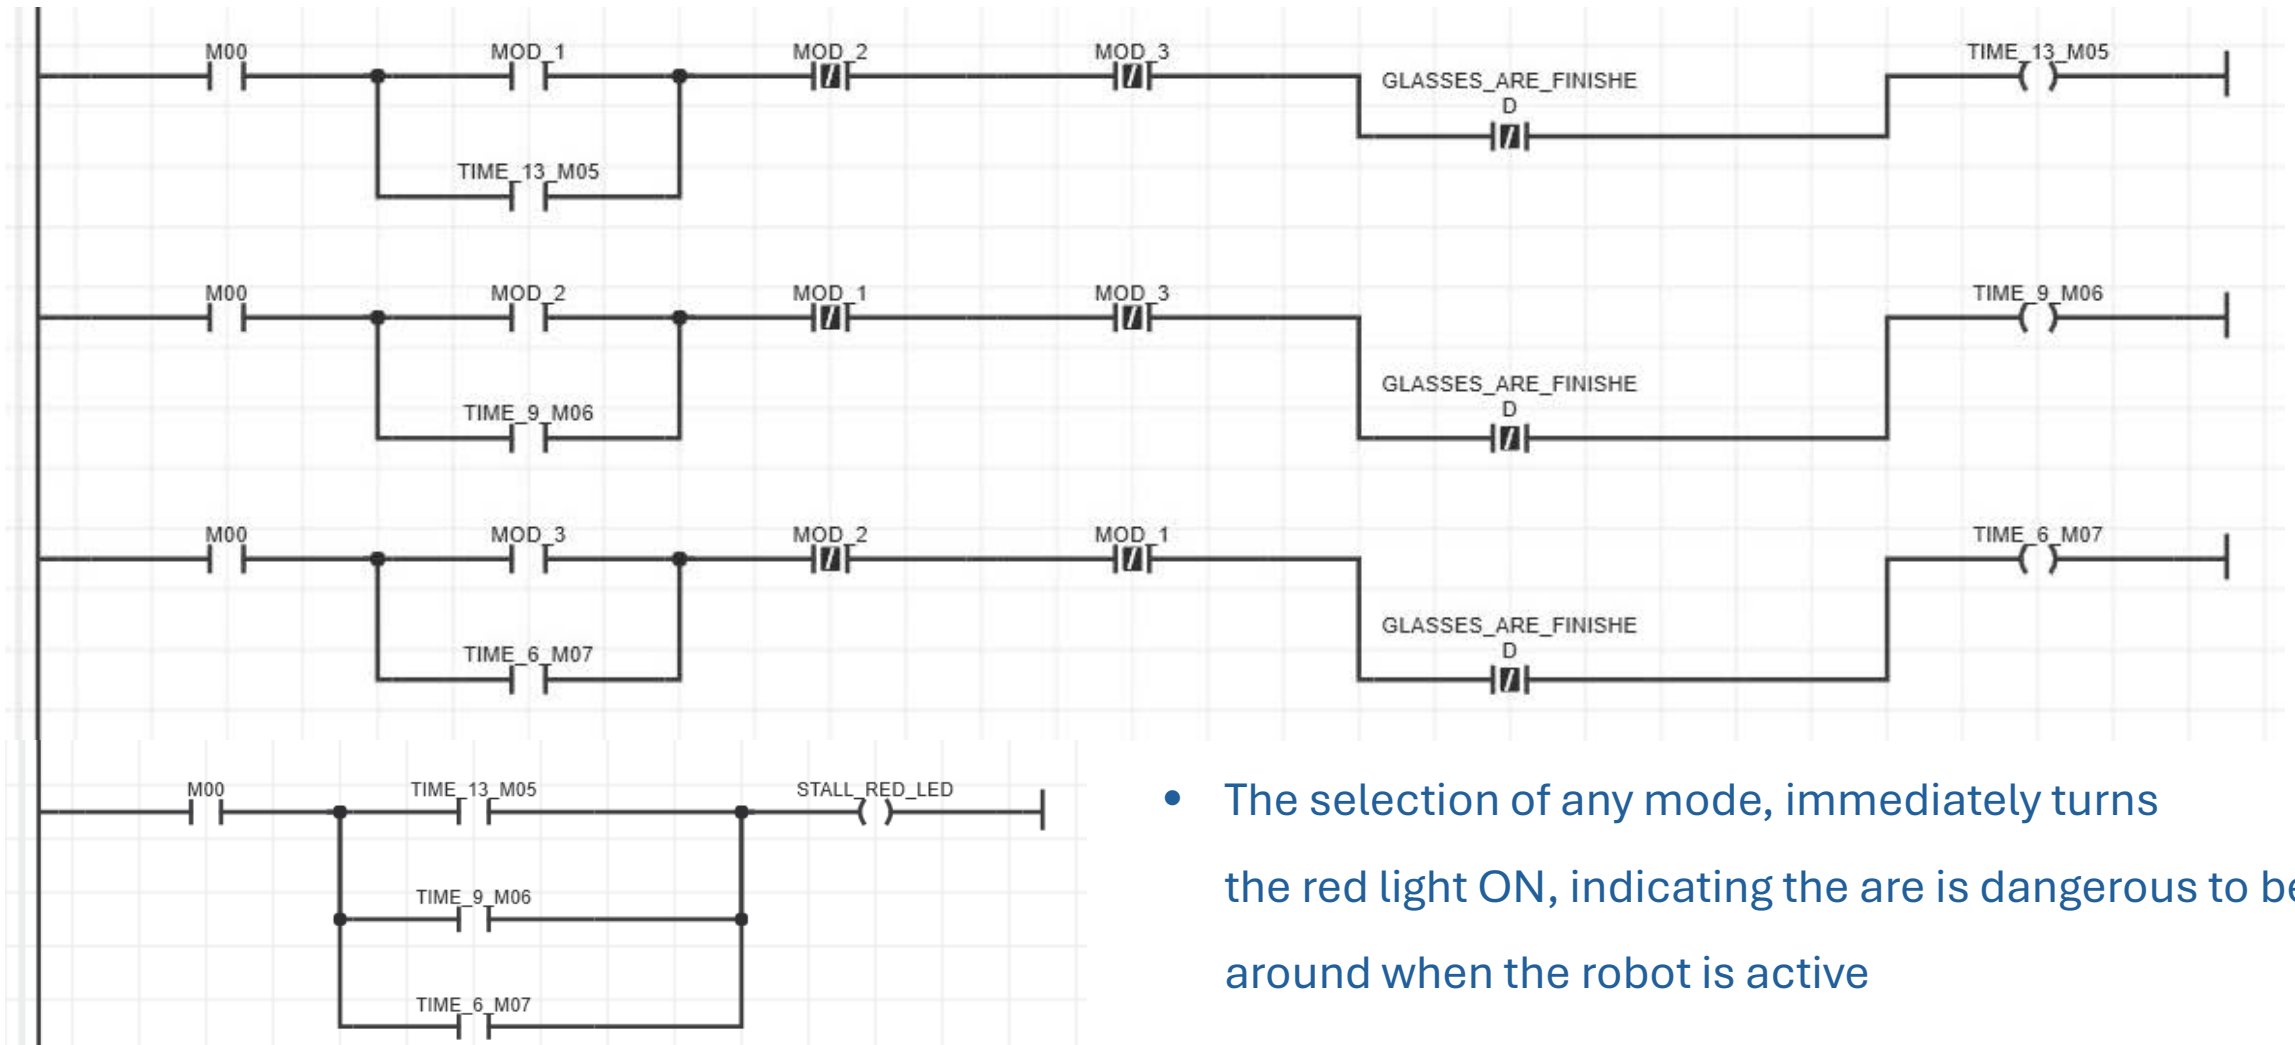 M00 MOD_1 MOD_2 MOD_3 TIME_13_M05
GLASSES_ARE_FINISHE
D
TIME_13_M05
M00 MOD_2 MOD_1 MOD_3 TIME_9_M06
GLASSES_ARE_FINISHE
D
TIME_9_M06
M00 MOD_3 MOD_2 MOD_1 TIME_6_M07
GLASSES_ARE_FINISHE
D
TIME_6_M07
M00 TIME_13_M05 STALL_RED_LED
TIME_9_M06
TIME_6_M07
• The selection of any mode, immediately turns
the red light ON, indicating the are is dangerous to be
around when the robot is active